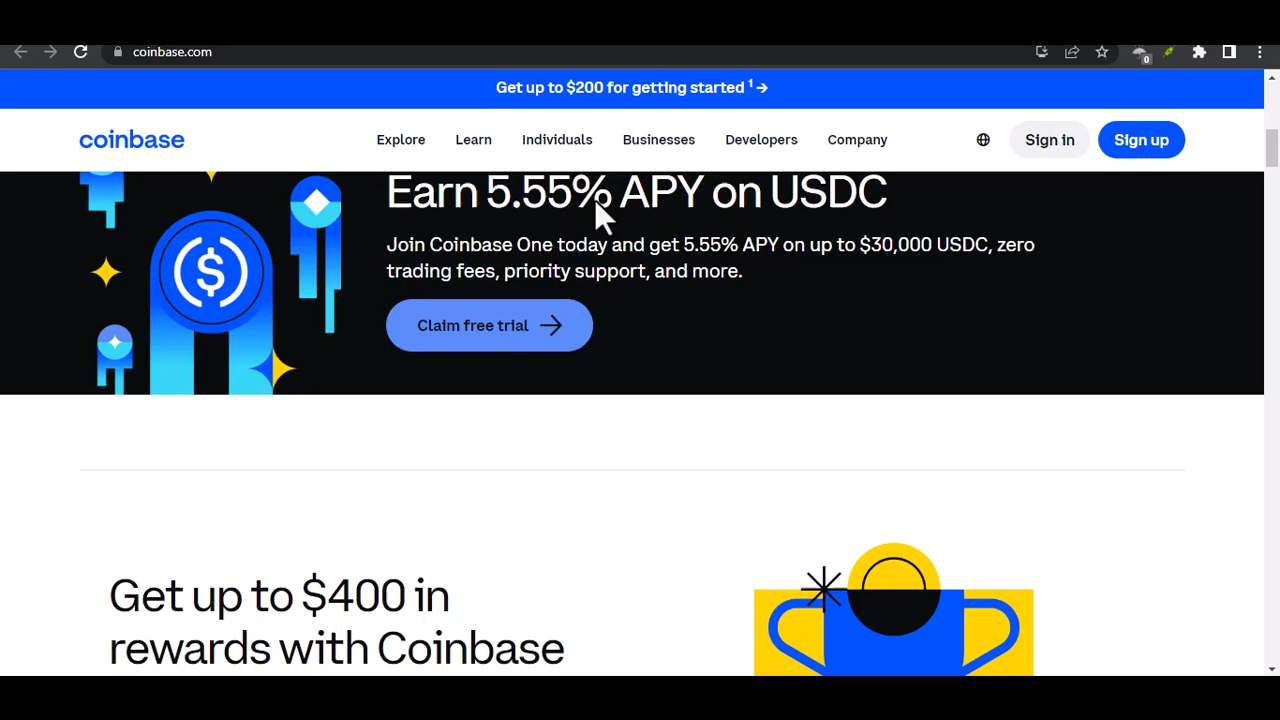 coinbase.com
0
Get up to $200 for getting started ¹ →
coinbase Explore Learn Individuals Businesses Developers Company Sign in Sign up
Earn 5.55% APY on USDC
Join Coinbase One today and get 5.55% APY on up to $30,000 USDC, zero
trading fees, priority support, and more.
Claim free trial →
Get up to $400 in
rewards with Coinbase